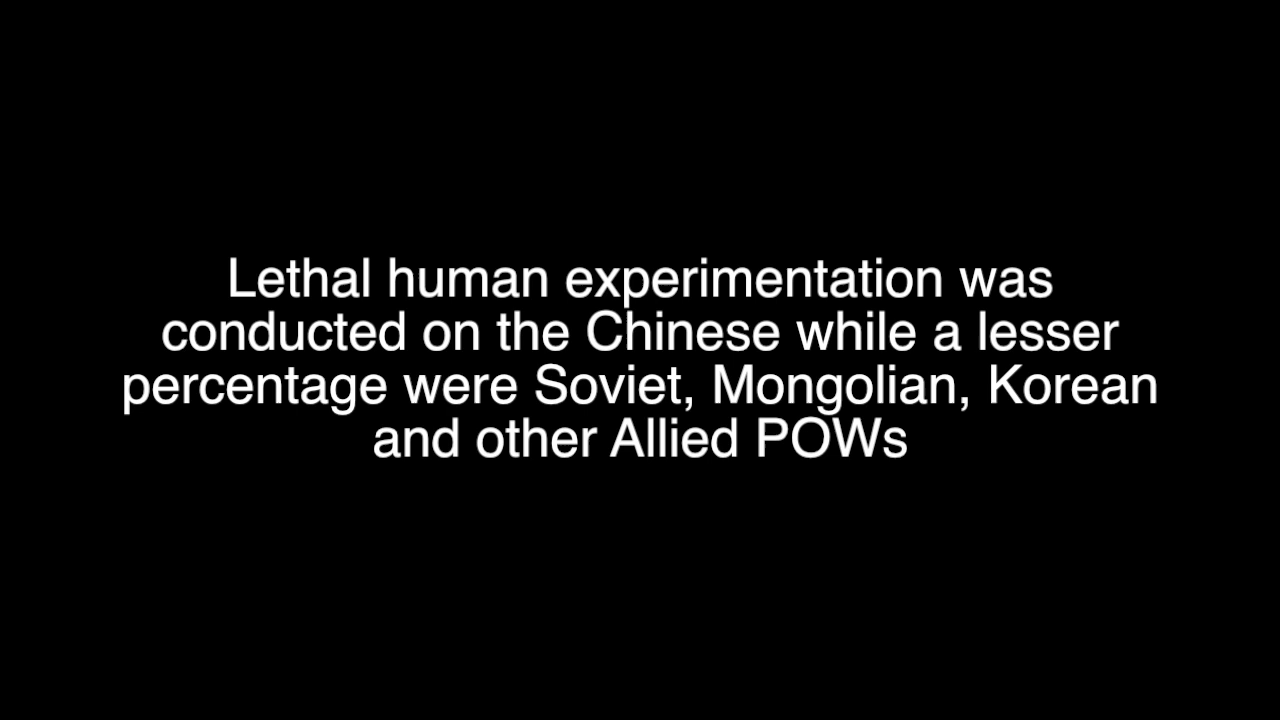 Lethal human experimentation was
conducted on the Chinese while a lesser
percentage were Soviet, Mongolian, Korean
and other Allied POWs